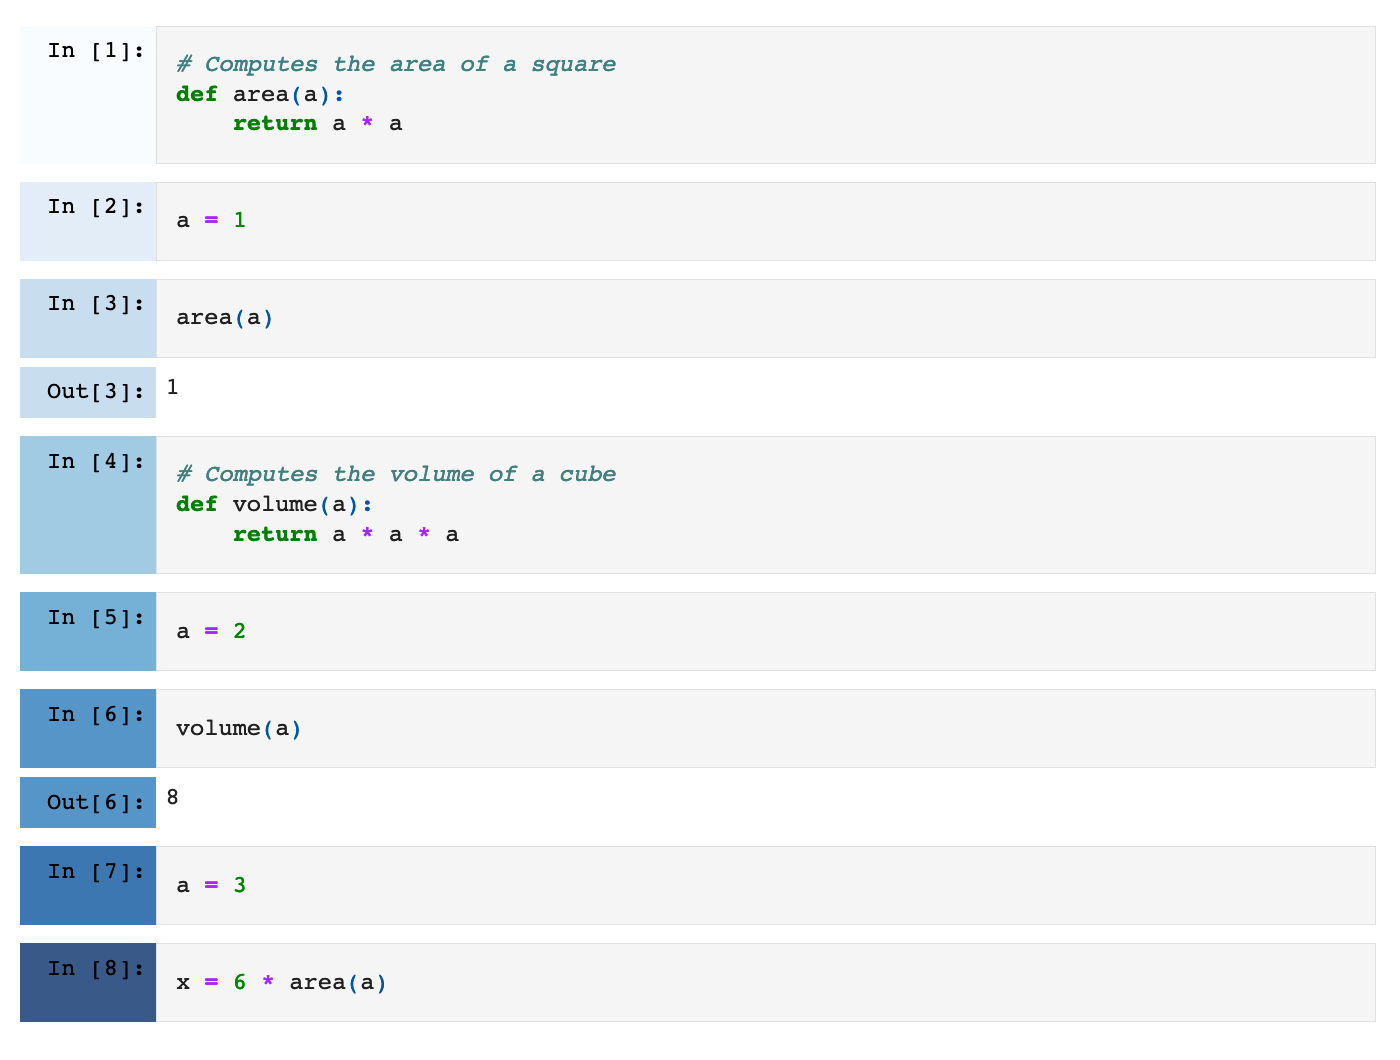 In [1]:
# Computes the area of a square
def area(a):
    return a * a
In [2]:
a = 1
In [3]:
area(a)
Out[3]:
1
In [4]:
# Computes the volume of a cube
def volume(a):
    return a * a * a
In [5]:
a = 2
In [6]:
volume(a)
Out[6]:
8
In [7]:
a = 3
In [8]:
x = 6 * area(a)